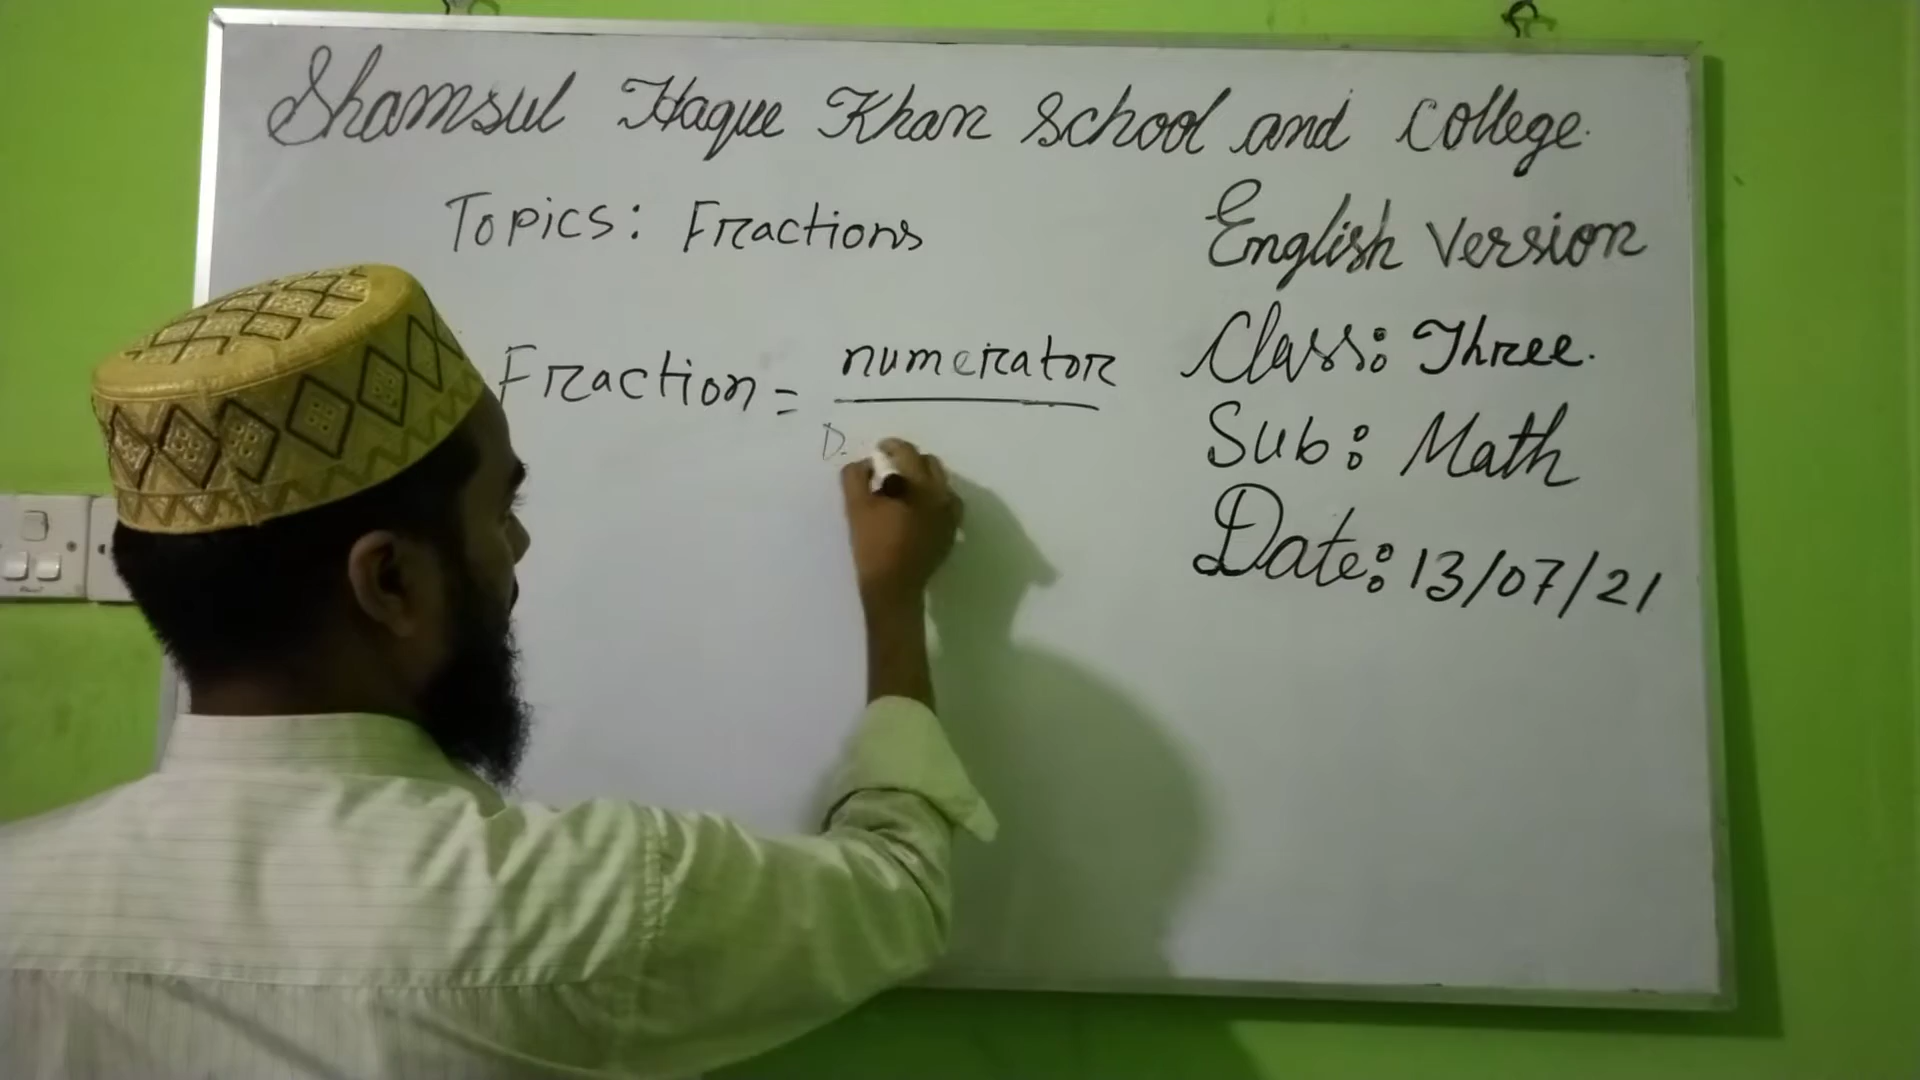 Shamsul Haque Khan School and College.
Topics: Fractions
English Version
Class: Three.
Sub: Math
Date: 13/07/21
Fraction = numerator
D